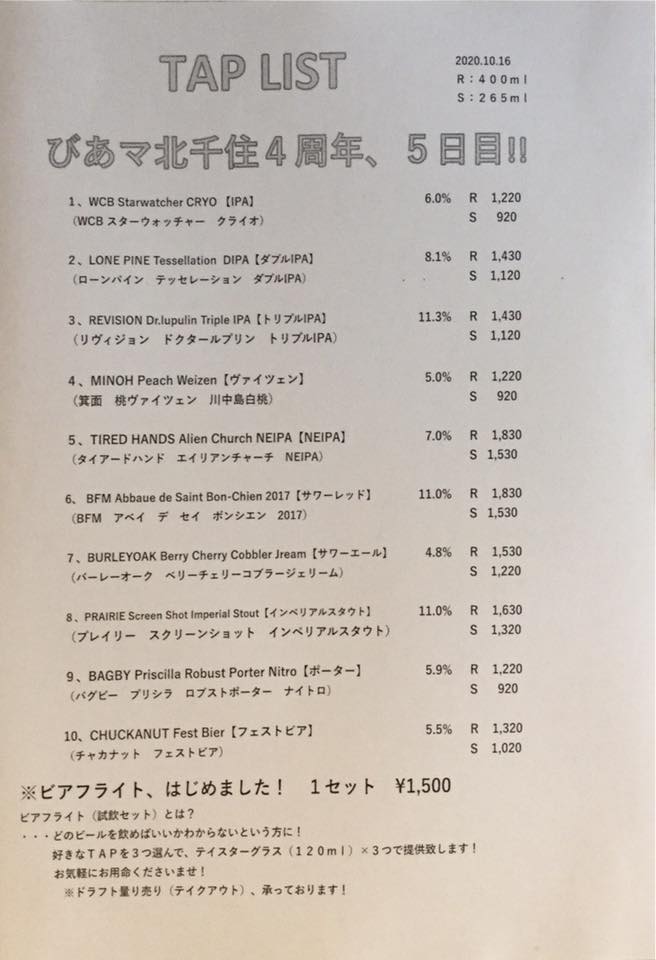 TAP LIST
2020.10.16
R：400ml
S：265ml
びあマ北千住４周年、５日目!!
1、WCB Starwatcher CRYO 【IPA】 6.0% R 1,220
（WCB スターウォッチャー クライオ） S 920
2、LONE PINE Tessellation DIPA【ダブルIPA】 8.1% R 1,430
（ローンパイン テッセレーション ダブルIPA） S 1,120
3、REVISION Dr.lupulin Triple IPA【トリプルIPA】 11.3% R 1,430
（リヴィジョン ドクタールプリン トリプルIPA） S 1,120
4、MINOH Peach Weizen【ヴァイツェン】 5.0% R 1,220
（箕面 桃ヴァイツェン 川中島白桃） S 920
5、TIRED HANDS Alien Church NEIPA【NEIPA】 7.0% R 1,830
（タイアードハンド エイリアンチャーチ NEIPA） S 1,530
6、BFM Abbaue de Saint Bon-Chien 2017【サワーレッド】 11.0% R 1,830
（BFM アベイ デ セイ ボンシエン 2017） S 1,530
7、BURLEYOAK Berry Cherry Cobbler Jream【サワーエール】 4.8% R 1,530
（バーレーオーク ベリーチェリーコブラージェリーム） S 1,220
8、PRAIRIE Screen Shot Imperial Stout【インペリアルスタウト】 11.0% R 1,630
（プレイリー スクリーンショット インペリアルスタウト） S 1,320
9、BAGBY Priscilla Robust Porter Nitro【ポーター】 5.9% R 1,220
（バグビー プリシラ ロブストポーター ナイトロ） S 920
10、CHUCKANUT Fest Bier【フェストビア】 5.5% R 1,320
（チャカナット フェストビア） S 1,020
※ビアフライト、はじめました！ １セット ¥1,500
ビアフライト（試飲セット）とは？
・・・どのビールを飲めばいいかわからないという方に！
好きなＴＡＰを３つ選んで、テイスターグラス（１２０ｍｌ）×３つで提供致します！
お気軽にお用命くださいませ！
※ドラフト量り売り（テイクアウト）、承っております！